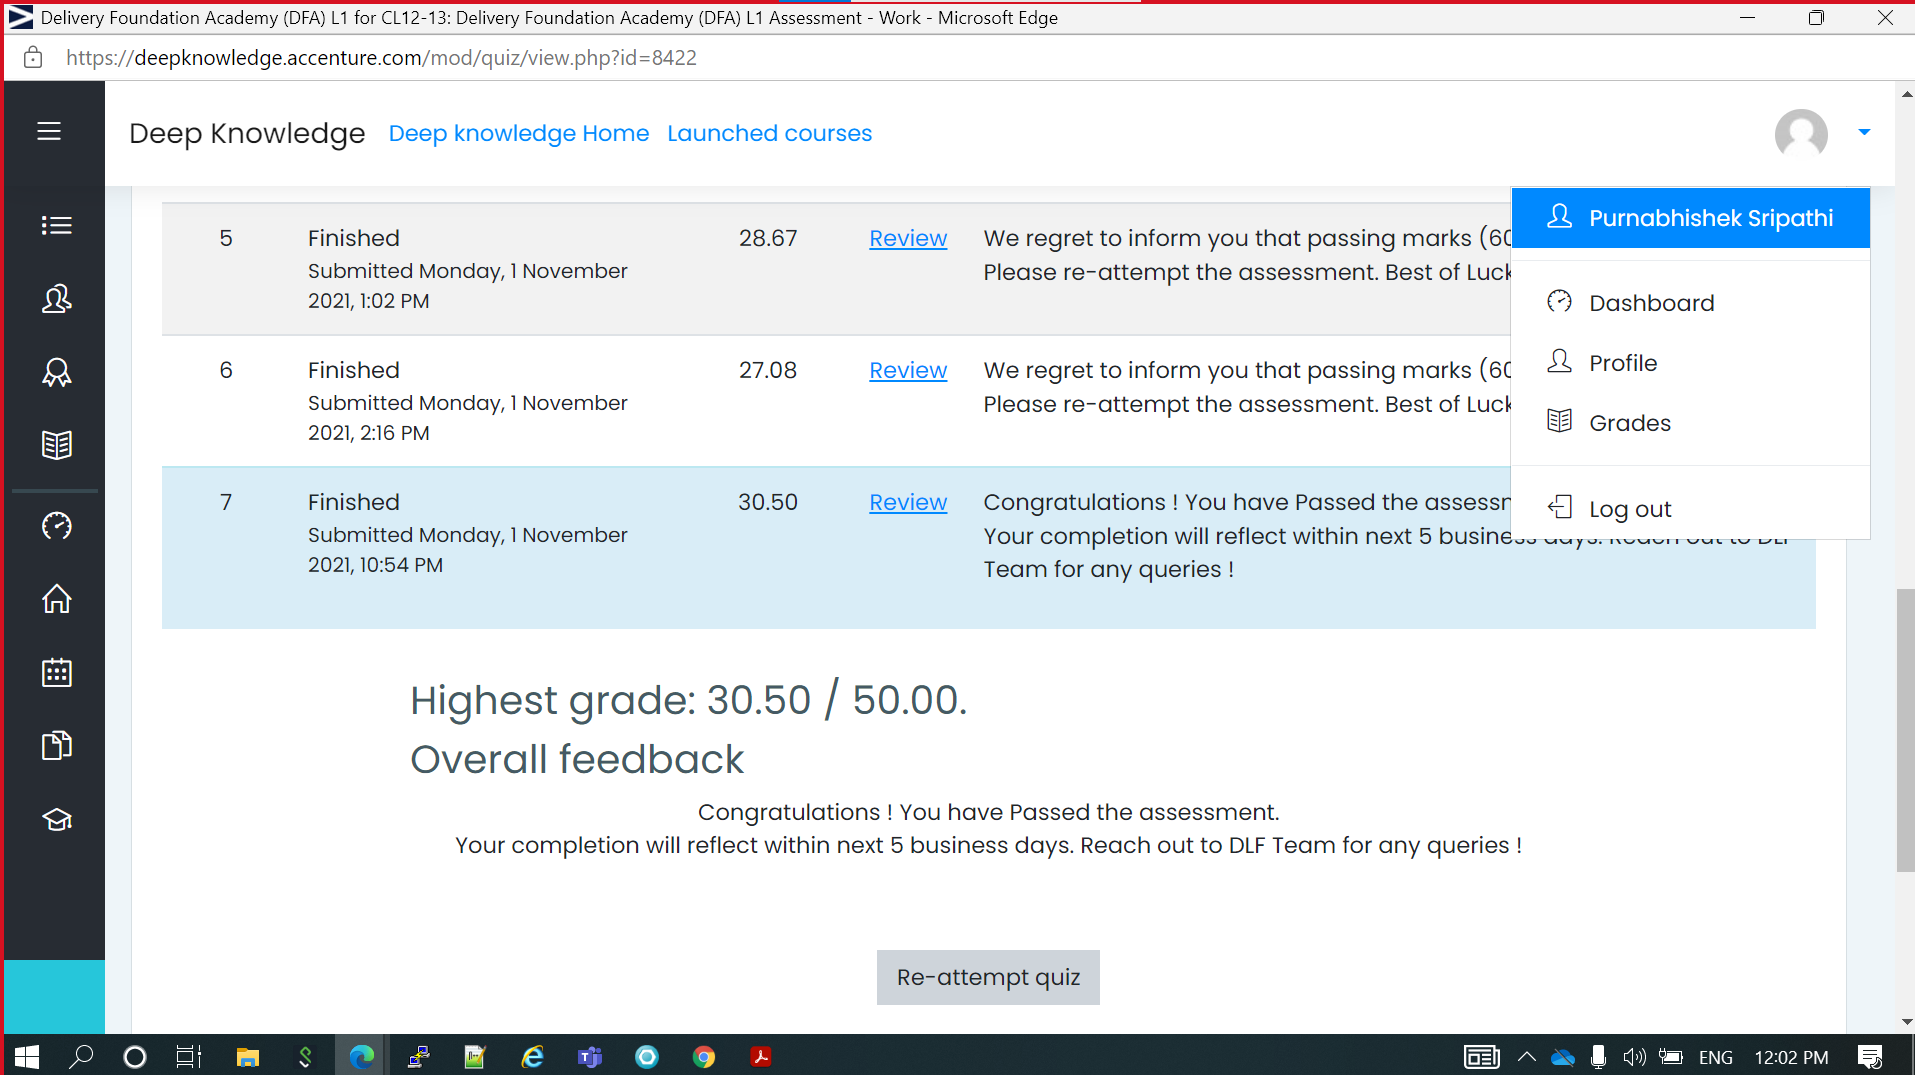 Delivery Foundation Academy (DFA) L1 for CL12-13: Delivery Foundation Academy (DFA) L1 Assessment - Work - Microsoft Edge
https://deepknowledge.accenture.com/mod/quiz/view.php?id=8422
Deep Knowledge Deep knowledge Home Launched courses
Purnabhishek Sripathi
Dashboard
Profile
Grades
Log out
5 Finished 28.67 Review We regret to inform you that passing marks (60
Submitted Monday, 1 November Please re-attempt the assessment. Best of Luck
2021, 1:02 PM
6 Finished 27.08 Review We regret to inform you that passing marks (60
Submitted Monday, 1 November Please re-attempt the assessment. Best of Luck
2021, 2:16 PM
7 Finished 30.50 Review Congratulations ! You have Passed the assessm
Submitted Monday, 1 November Your completion will reflect within next 5 business days. Reach out to DLF
2021, 10:54 PM Team for any queries !
Highest grade: 30.50 / 50.00.
Overall feedback
Congratulations ! You have Passed the assessment.
Your completion will reflect within next 5 business days. Reach out to DLF Team for any queries !
Re-attempt quiz
ENG 12:02 PM